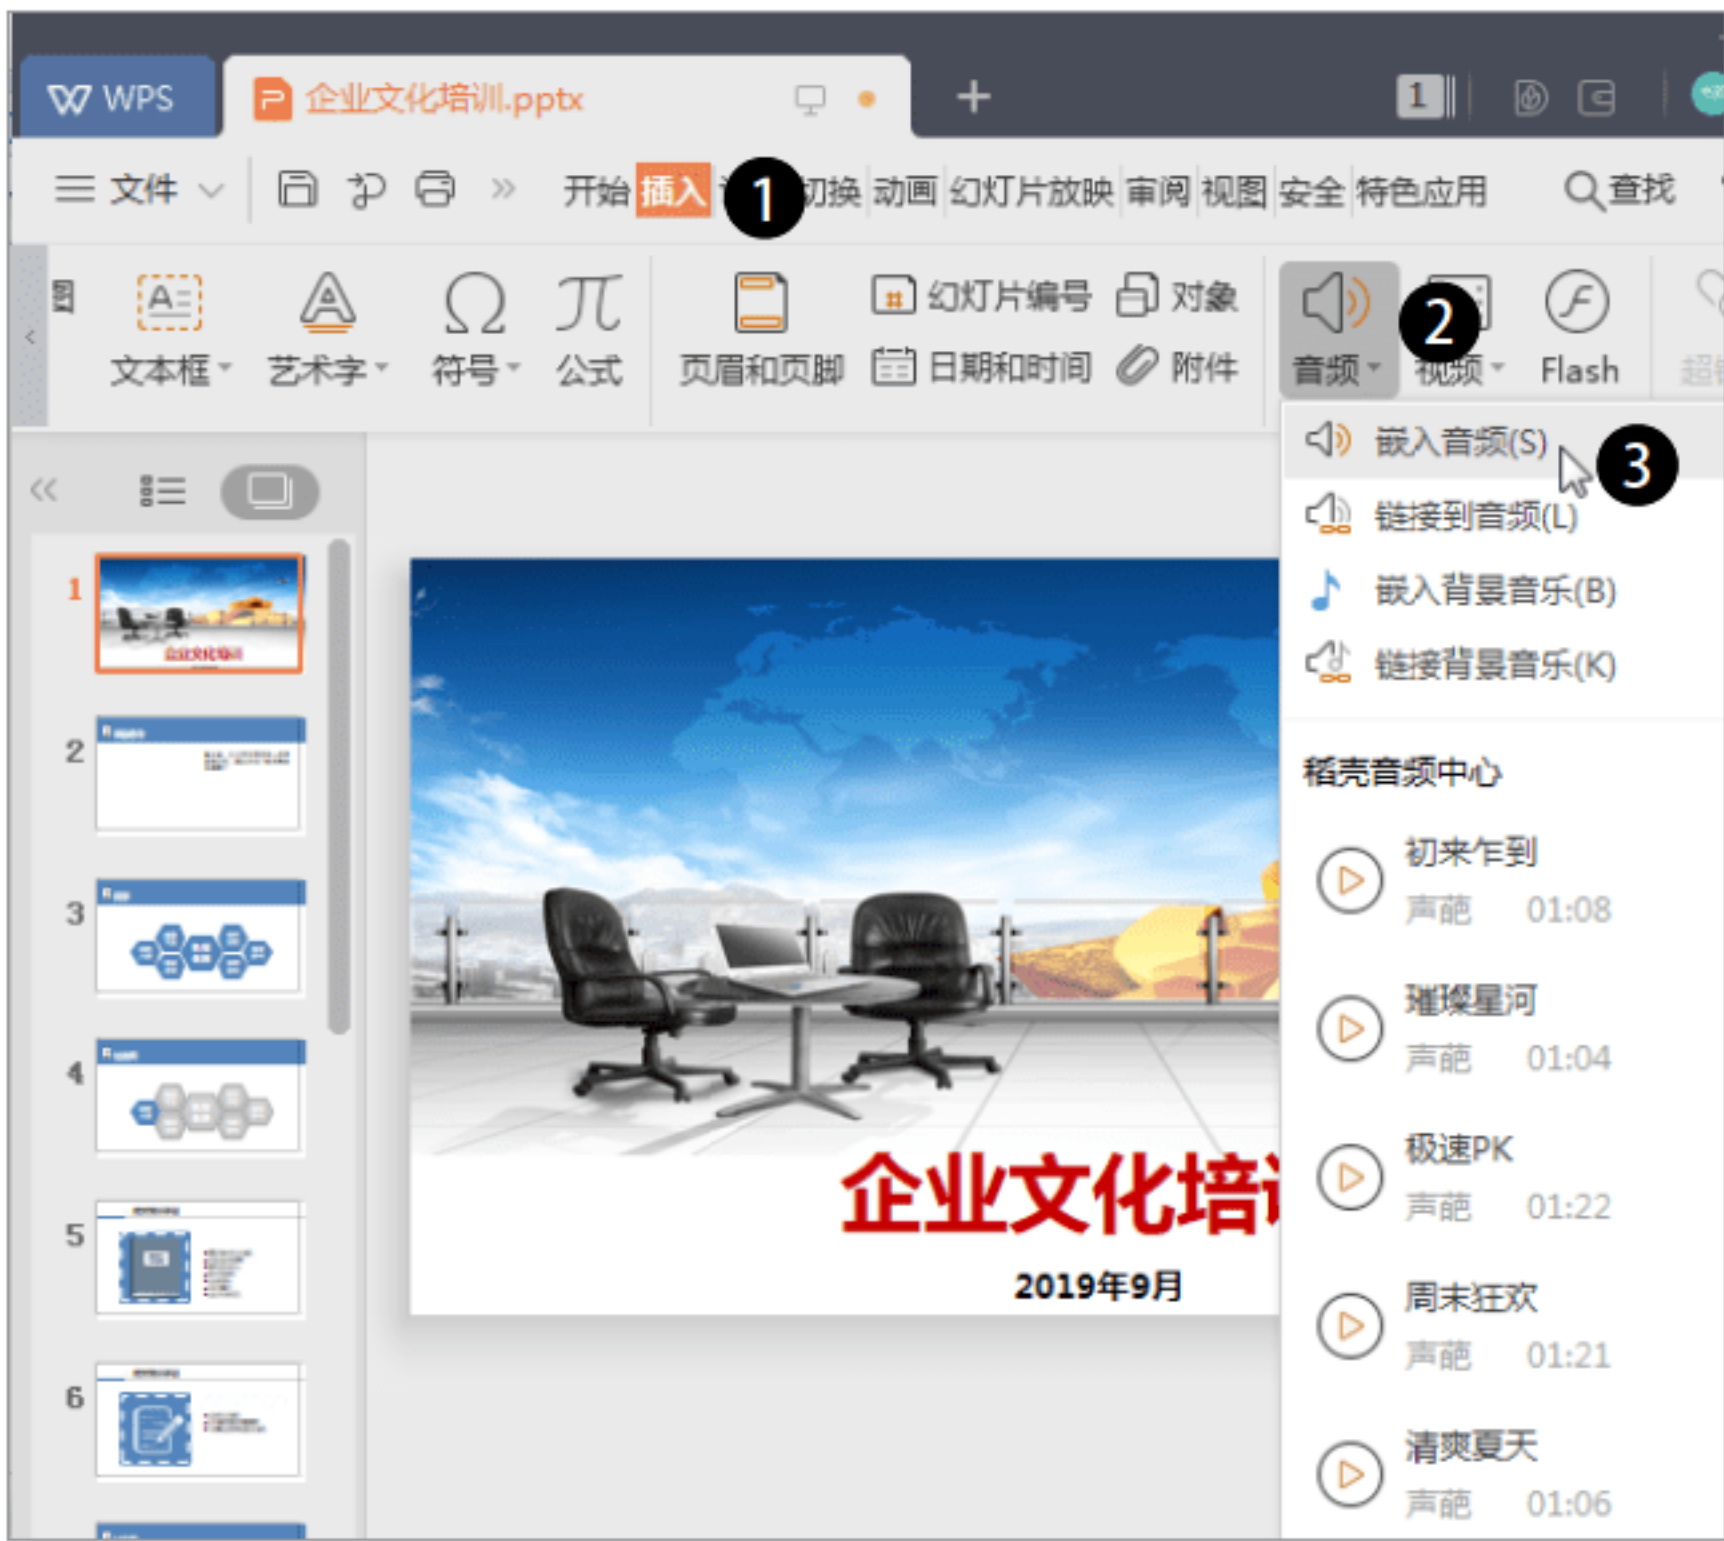 WPS
企业文化培训.pptx
1
文件
开始 插入 切换 动画 幻灯片放映 审阅 视图 安全 特色应用 查找
1
文本框 艺术字 符号 公式 页眉和页脚
幻灯片编号 对象
日期和时间 附件
音频 视频 Flash
2
嵌入音频(S)
3
链接到音频(L)
嵌入背景音乐(B)
链接背景音乐(K)
稻壳音频中心
初来乍到
声葩 01:08
璀璨星河
声葩 01:04
极速PK
声葩 01:22
周末狂欢
声葩 01:21
清爽夏天
声葩 01:06
1
企业文化培训
2
3
4
5
6
企业文化培
2019年9月